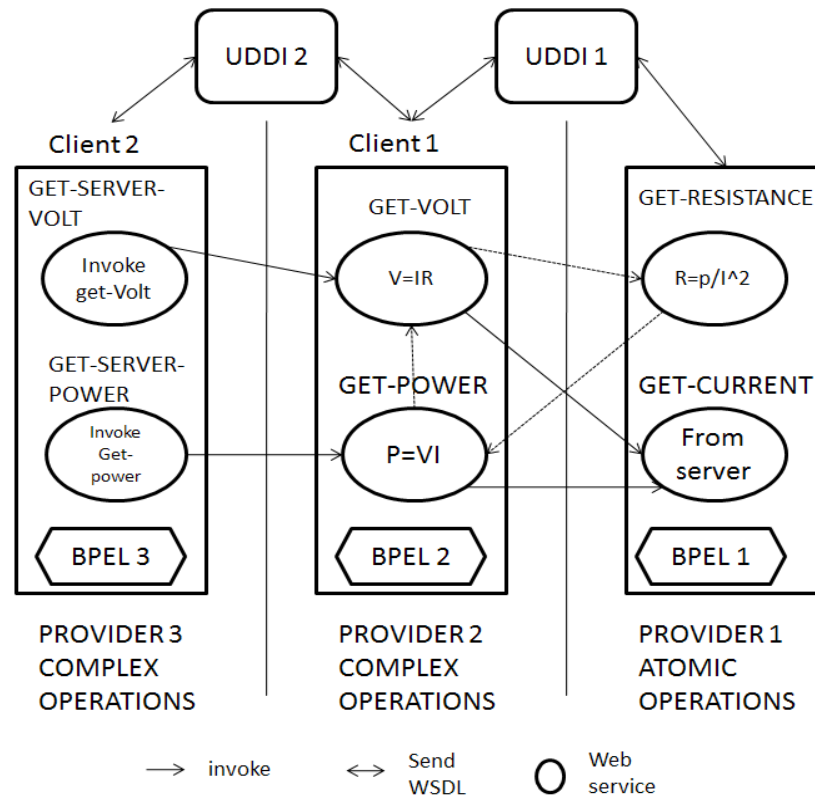 UDDI 2
UDDI 1
Client 2
Client 1
GET-SERVER-
VOLT
Invoke
get-Volt
GET-SERVER-
POWER
Invoke
Get-
power
BPEL 3
PROVIDER 3
COMPLEX
OPERATIONS
GET-VOLT
V=IR
GET-POWER
P=VI
BPEL 2
PROVIDER 2
COMPLEX
OPERATIONS
GET-RESISTANCE
R=p/I^2
GET-CURRENT
From
server
BPEL 1
PROVIDER 1
ATOMIC
OPERATIONS
invoke
Send
WSDL
Web
service